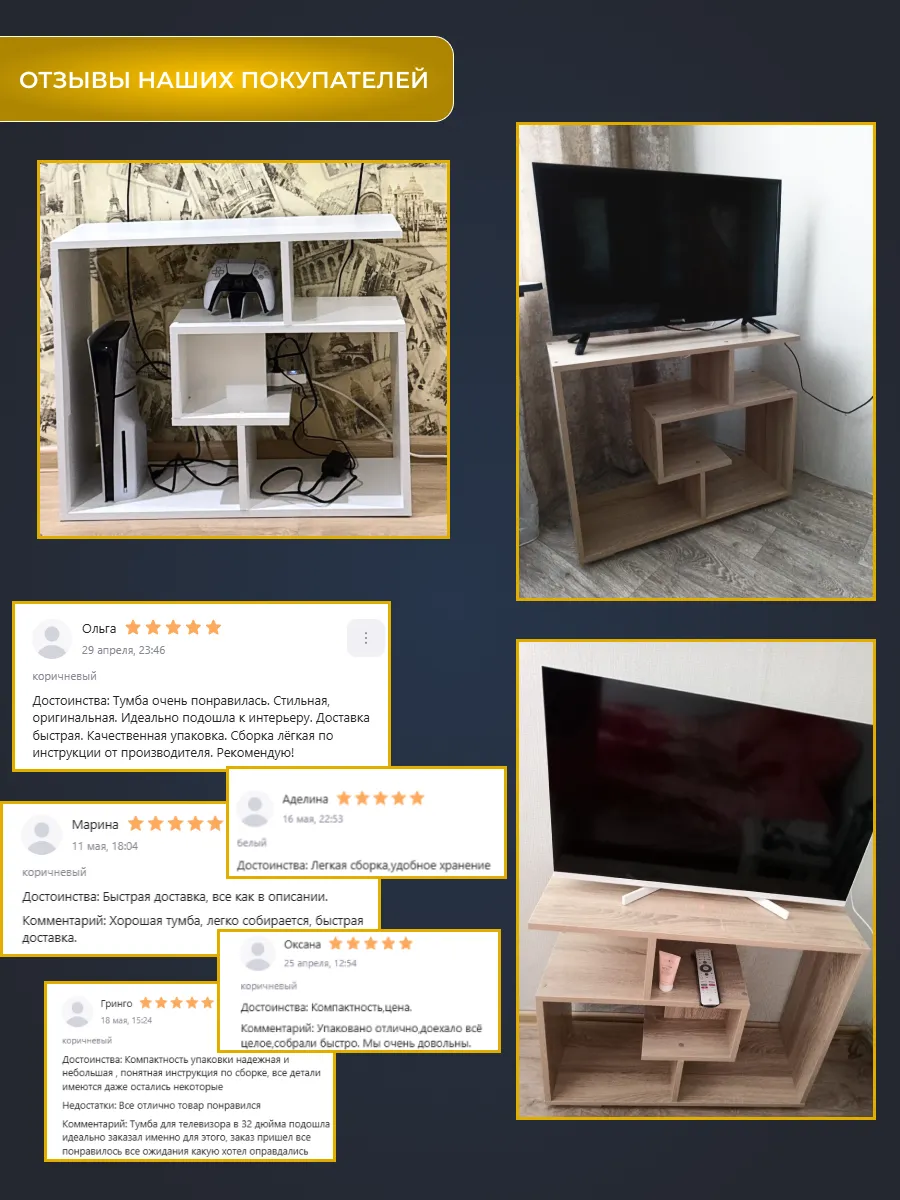 ОТЗЫВЫ НАШИХ ПОКУПАТЕЛЕЙ
Ольга
29 апреля, 23:46
коричневый
Достоинства: Тумба очень понравилась. Стильная,
оригинальная. Идеально подошла к интерьеру. Доставка
быстрая. Качественная упаковка. Сборка лёгкая по
инструкции от производителя. Рекомендую!
Аделина
16 мая, 22:53
белый
Достоинства: Легкая сборка,удобное хранение
Марина
11 мая, 18:04
коричневый
Достоинства: Быстрая доставка, все как в описании.
Комментарий: Хорошая тумба, легко собирается, быстрая
доставка.
Оксана
25 апреля, 12:54
коричневый
Достоинства: Компактность,цена.
Комментарий: Упаковано отлично,доехало всё
целое,собрали быстро. Мы очень довольны.
Гринго
18 мая, 15:24
коричневый
Достоинства: Компактность упаковки надежная и
небольшая , понятная инструкция по сборке, все детали
имеются даже остались некоторые
Недостатки: Все отлично товар понравился
Комментарий: Тумба для телевизора в 32 дюйма подошла
идеально заказал именно для этого, заказ пришел все
понравилось все ожидания какую хотел оправдались